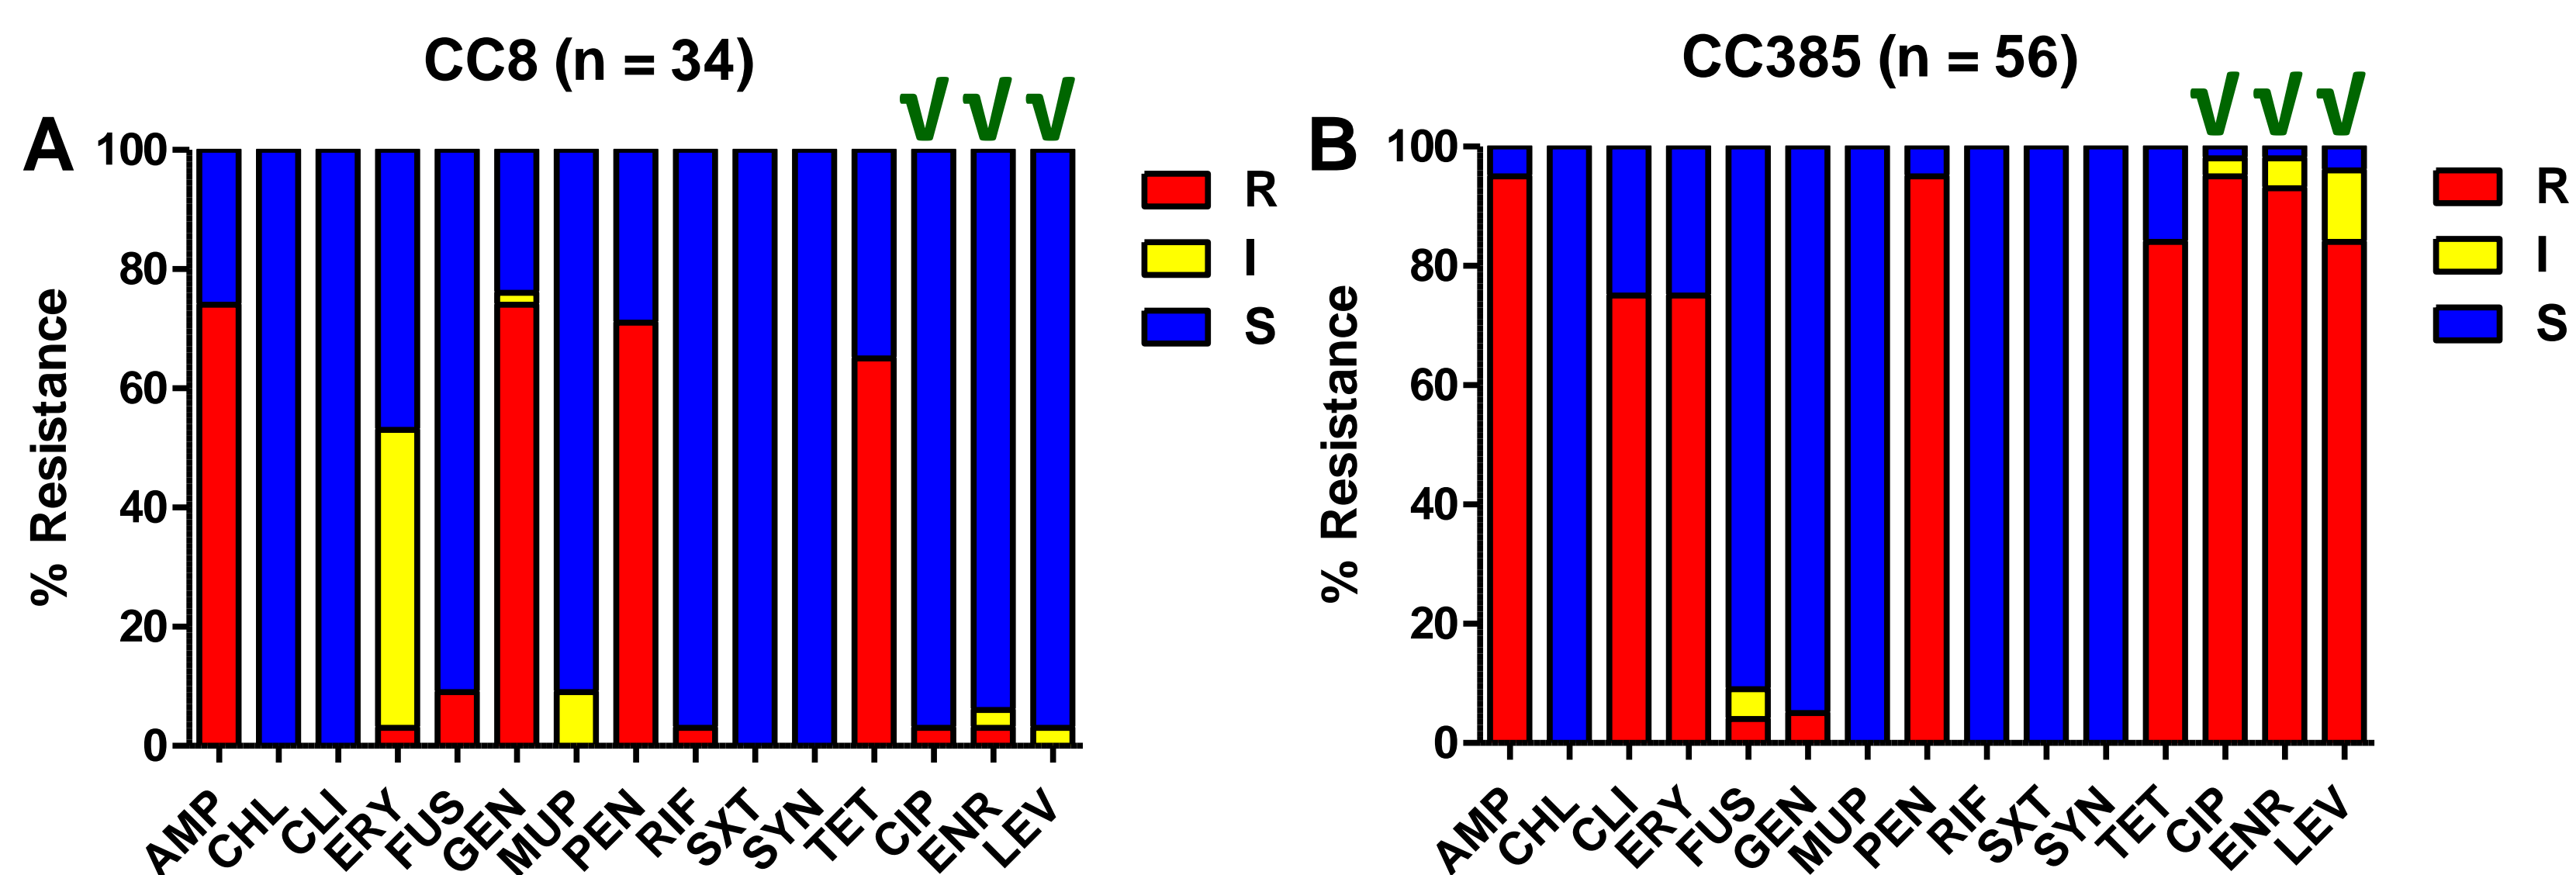 CC8 (n = 34)
√ √ √
A
% Resistance
100
80
60
40
20
0
AMP CHL CLI ERY FUS GEN MUP PEN RIF SXT SYN TET CIP ENR LEV
R
I
S
CC385 (n = 56)
√ √ √
B
% Resistance
100
80
60
40
20
0
AMP CHL CLI ERY FUS GEN MUP PEN RIF SXT SYN TET CIP ENR LEV
R
I
S